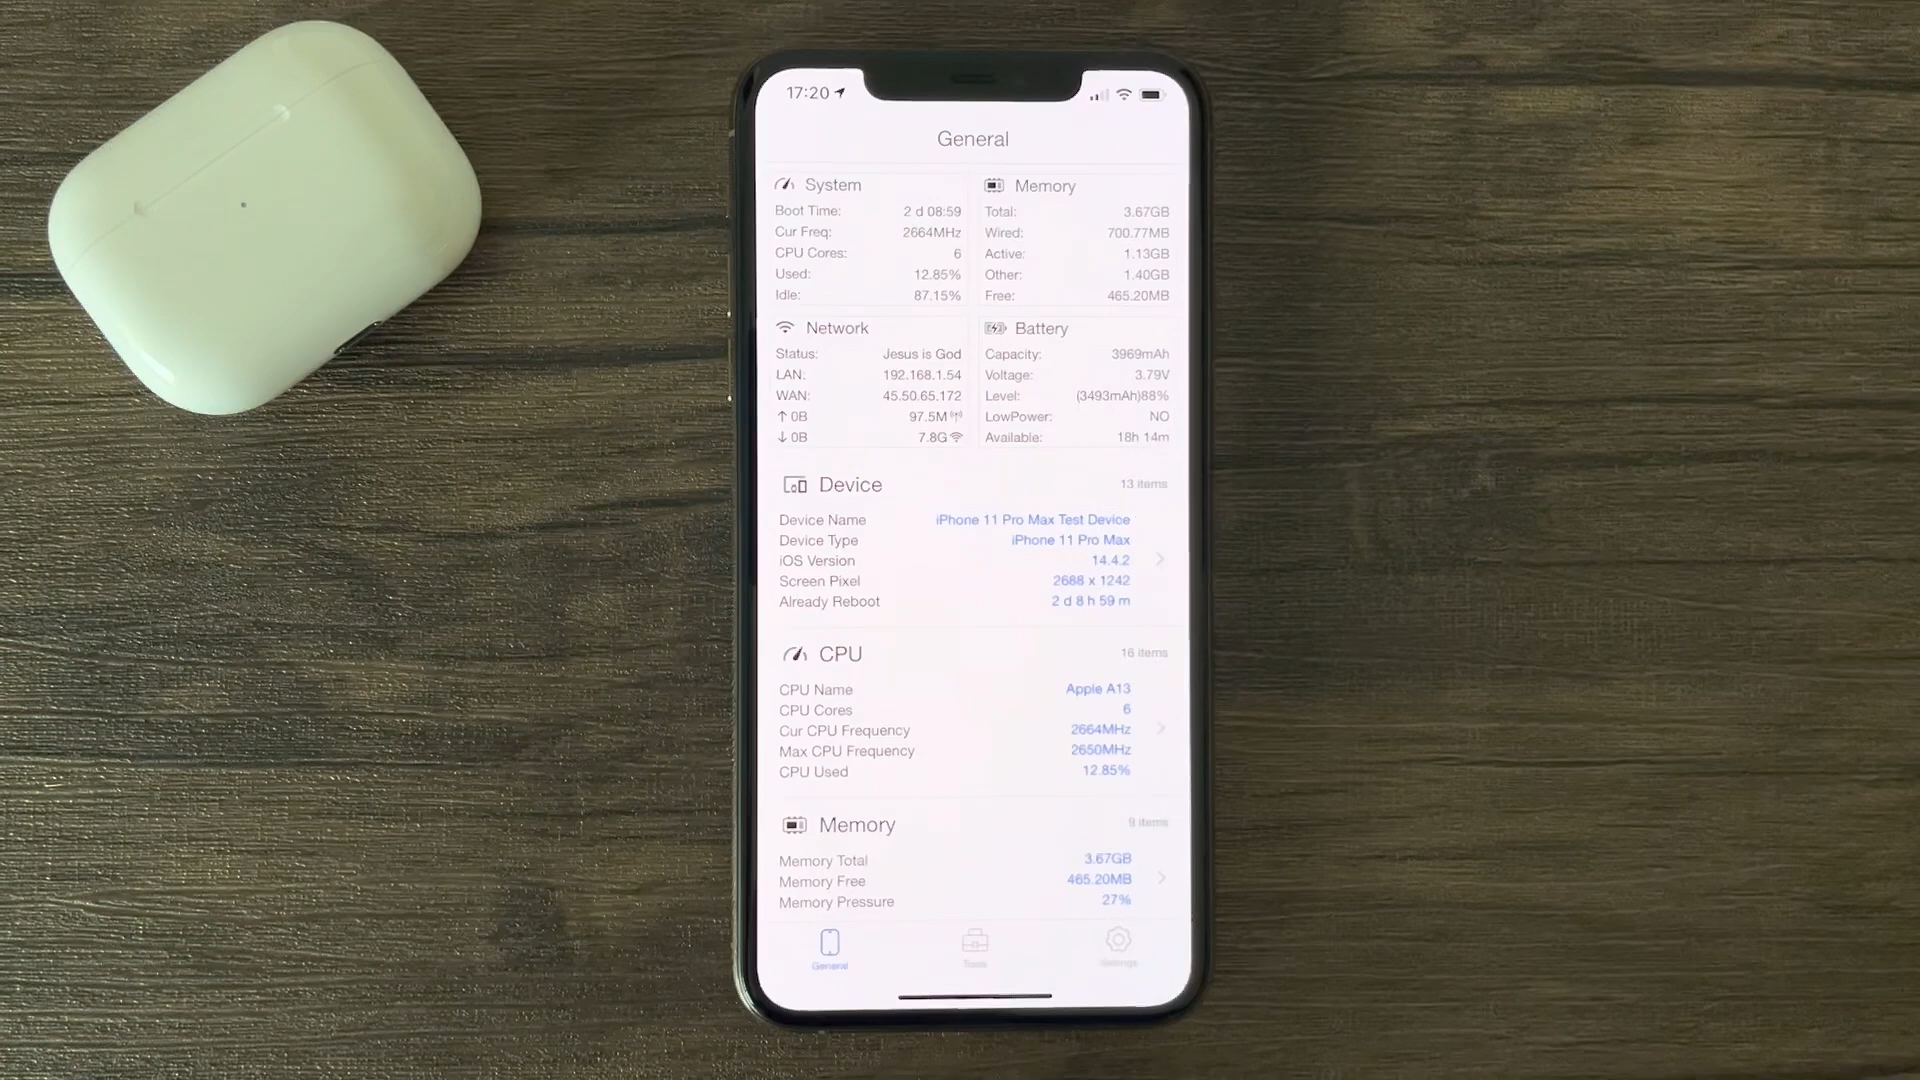 17:20
General
System
Boot Time: 2 d 08:59
Cur Freq: 2664MHz
CPU Cores: 6
Used: 12.85%
Idle: 87.15%
Memory
Total: 3.67GB
Wired: 700.77MB
Active: 1.13GB
Other: 1.40GB
Free: 465.20MB
Network
Status: Jesus is God
LAN: 192.168.1.54
WAN: 45.50.65.172
↑ 0B 97.5M
↓ 0B 7.8G
Battery
Capacity: 3969mAh
Voltage: 3.79V
Level: (3493mAh)88%
LowPower: NO
Available: 18h 14m
Device 13 items
Device Name iPhone 11 Pro Max Test Device
Device Type iPhone 11 Pro Max
iOS Version 14.4.2
Screen Pixel 2688 x 1242
Already Reboot 2 d 8 h 59 m
CPU 16 items
CPU Name Apple A13
CPU Cores 6
Cur CPU Frequency 2664MHz
Max CPU Frequency 2650MHz
CPU Used 12.85%
Memory 9 items
Memory Total 3.67GB
Memory Free 465.20MB
Memory Pressure 27%
General Tools Settings